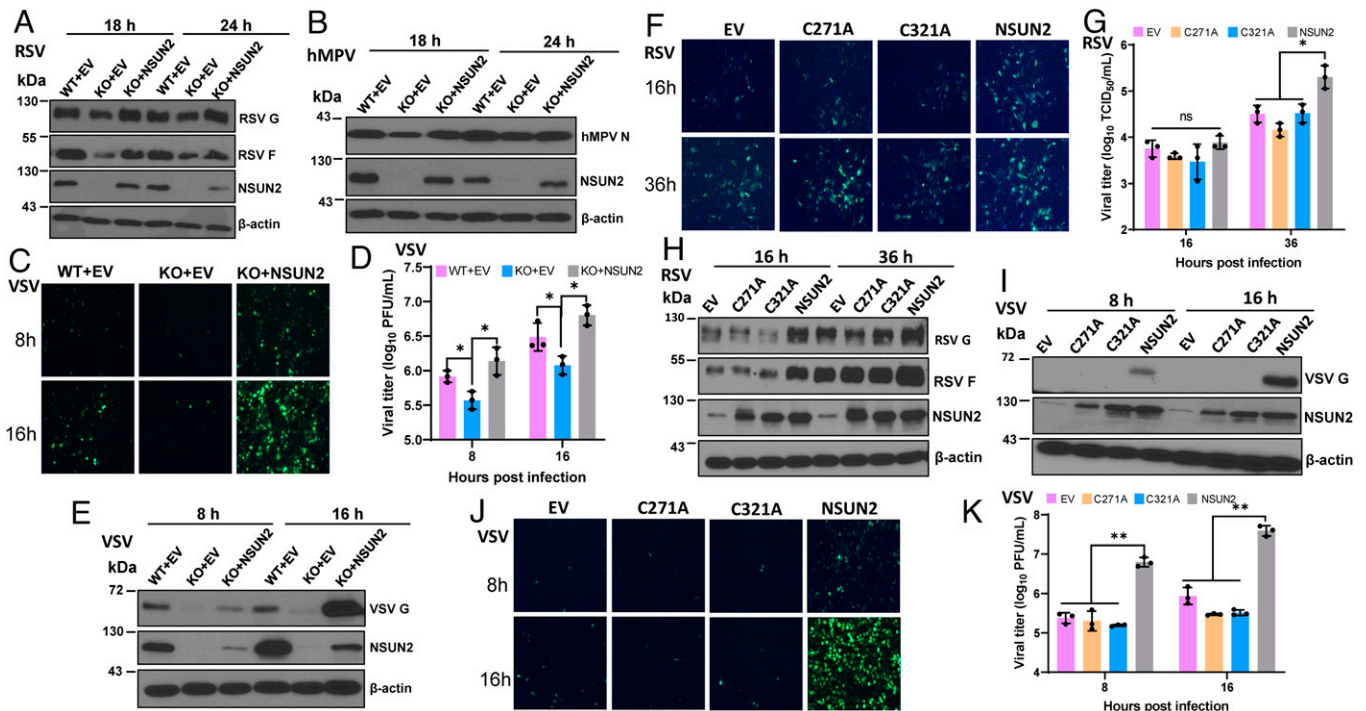 A
RSV
18 h 24 h
kDa
WT+EV KO+EV KO+NSUN2 WT+EV KO+EV KO+NSUN2
130
RSV G
55
RSV F
130
NSUN2
43
β-actin
B
hMPV
18 h 24 h
kDa
WT+EV KO+EV KO+NSUN2 WT+EV KO+EV KO+NSUN2
43
hMPV N
130
NSUN2
43
β-actin
C
VSV
WT+EV KO+EV KO+NSUN2
8h
16h
D
VSV
WT+EV KO+EV KO+NSUN2
Viral titer (log10 PFU/mL)
7.5
7.0
6.5
6.0
5.5
5.0
* * * *
8 16
Hours post infection
E
VSV
8 h 16 h
kDa
WT+EV KO+EV KO+NSUN2 WT+EV KO+EV KO+NSUN2
72
VSV G
130
NSUN2
43
β-actin
F
RSV
EV C271A C321A NSUN2
16h
36h
G
RSV
EV C271A C321A NSUN2
Viral titer (log10 TCID50/mL)
6
5
4
3
2
ns
*
16 36
Hours post infection
H
RSV
16 h 36 h
kDa
EV C271A C321A NSUN2 EV C271A C321A NSUN2
130
RSV G
55
RSV F
130
NSUN2
43
β-actin
I
VSV
8 h 16 h
kDa
EV C271A C321A NSUN2 EV C271A C321A NSUN2
72
VSV G
130
NSUN2
43
β-actin
J
VSV
EV C271A C321A NSUN2
8h
16h
K
VSV
EV C271A C321A NSUN2
Viral titer (log10 PFU/mL)
8
7
6
5
4
** **
8 16
Hours post infection